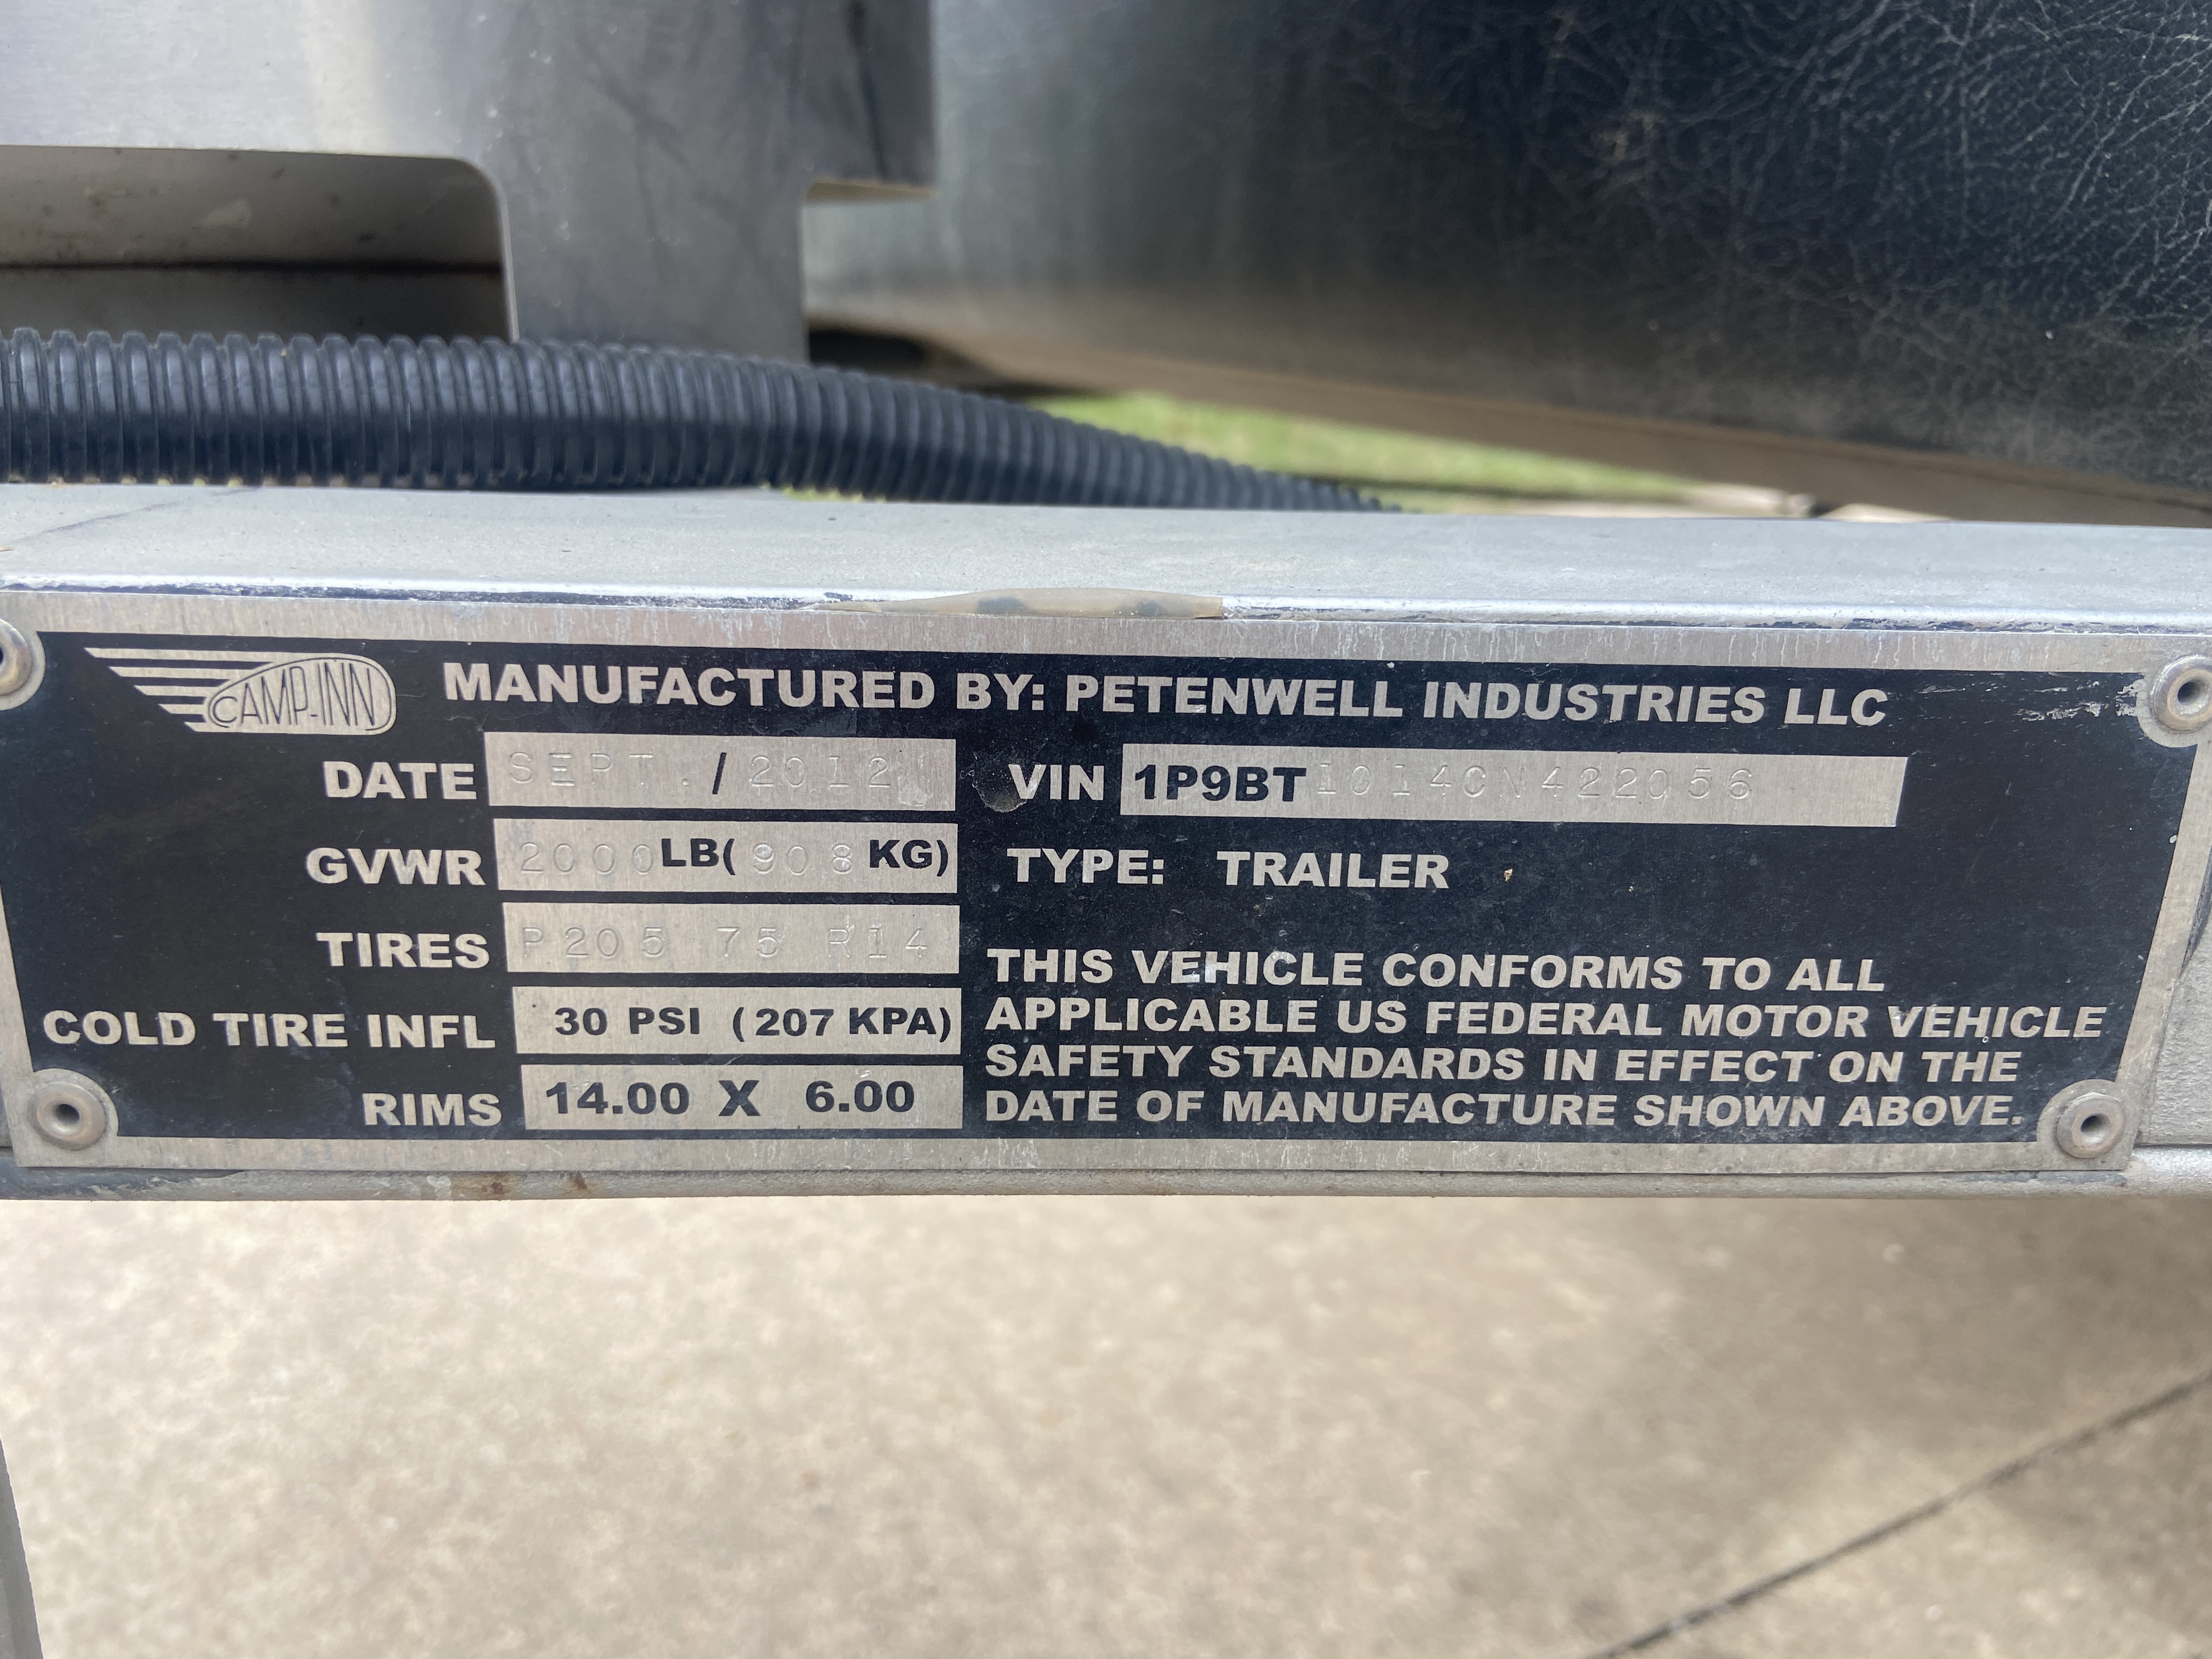 CAMP-INN MANUFACTURED BY: PETENWELL INDUSTRIES LLC
DATE SEPT. / 2012
GVWR 2000 LB( 908 KG)
TIRES P205 75 R14
COLD TIRE INFL 30 PSI (207 KPA)
RIMS 14.00 X 6.00
VIN 1P9BT1014CN422056
TYPE: TRAILER
THIS VEHICLE CONFORMS TO ALL
APPLICABLE US FEDERAL MOTOR VEHICLE
SAFETY STANDARDS IN EFFECT ON THE
DATE OF MANUFACTURE SHOWN ABOVE.